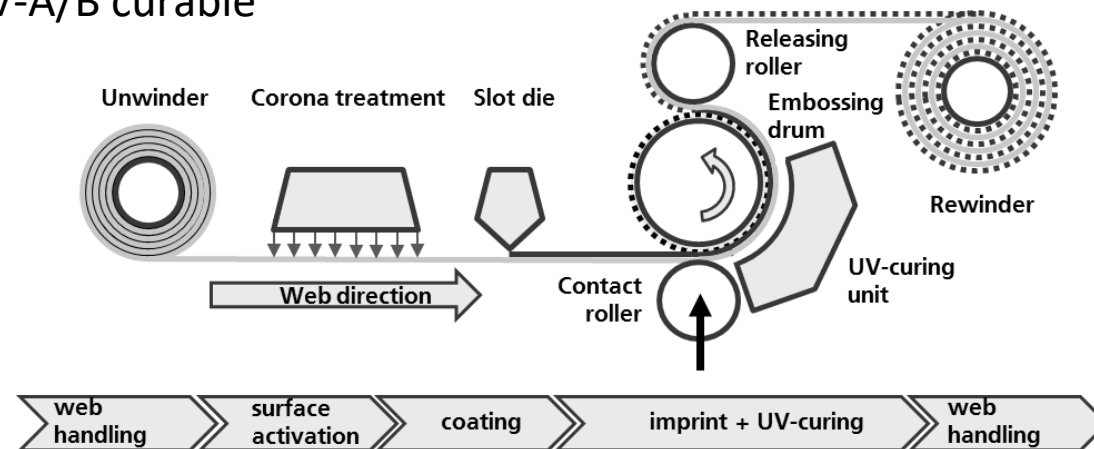 -A/B curable
Releasing
roller
Unwinder
Corona treatment
Slot die
Embossing
drum
Rewinder
UV-curing
unit
Contact
roller
Web direction
web
handling
surface
activation
coating
imprint + UV-curing
web
handling